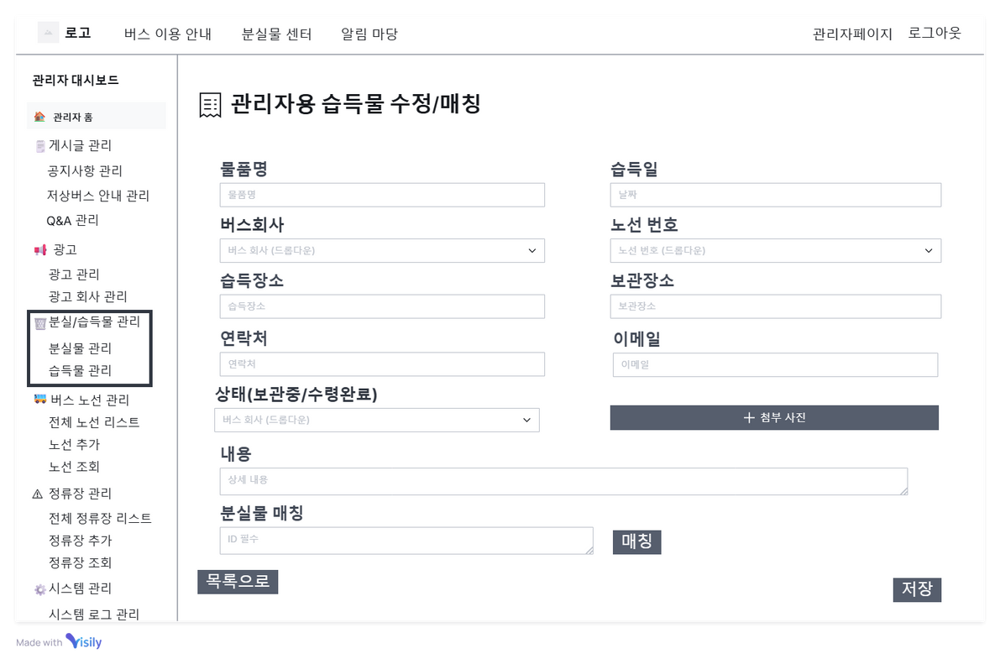 로고 버스 이용 안내 분실물 센터 알림 마당 관리자페이지 로그아웃
관리자 대시보드
관리자 홈
게시글 관리
공지사항 관리
저상버스 안내 관리
Q&A 관리
광고
광고 관리
광고 회사 관리
분실/습득물 관리
분실물 관리
습득물 관리
버스 노선 관리
전체 노선 리스트
노선 추가
노선 조회
정류장 관리
전체 정류장 리스트
정류장 추가
정류장 조회
시스템 관리
시스템 로그 관리
관리자용 습득물 수정/매칭
물품명 습득일
물품명 날짜
버스회사 노선 번호
버스 회사 (드롭다운) 노선 번호 (드롭다운)
습득장소 보관장소
습득장소 보관장소
연락처 이메일
연락처 이메일
상태(보관중/수령완료)
버스 회사 (드롭다운) 첨부 사진
내용
상세 내용
분실물 매칭
ID 필수 매칭
목록으로 저장
Made with Visily